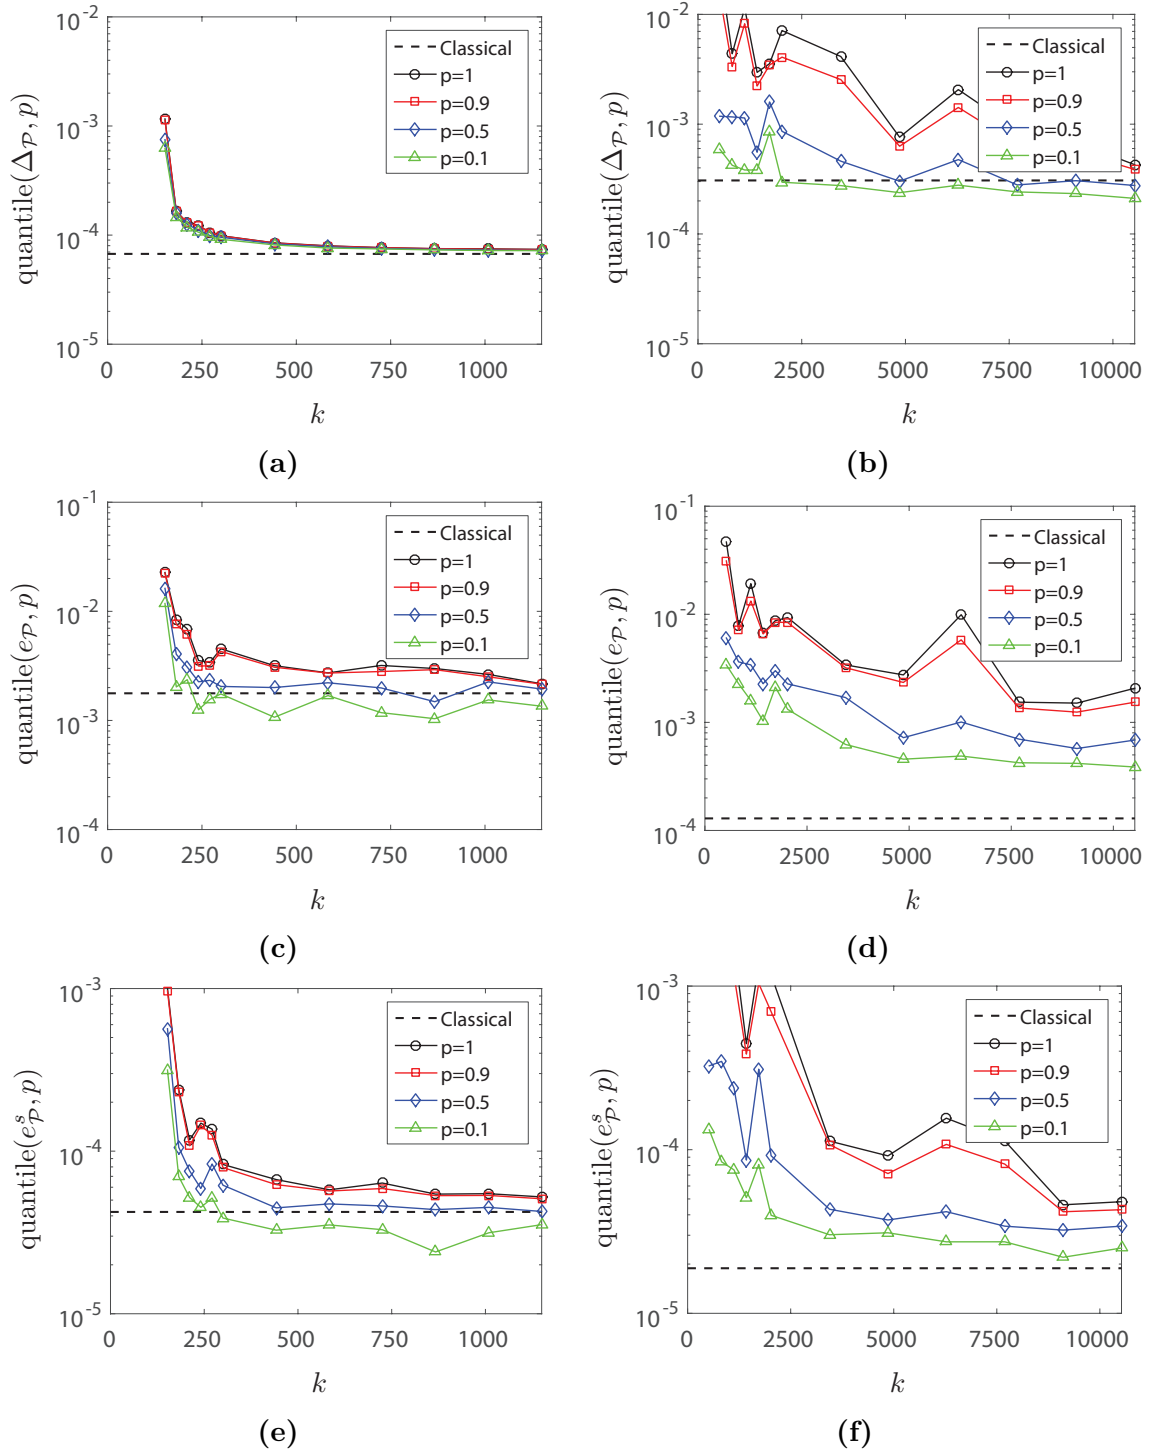 10^-2
10^-3
10^-4
10^-5
quantile(Δ_𝒫, p)
Classical
p=1
p=0.9
p=0.5
p=0.1
0 250 500 750 1000
k
(a)
10^-2
10^-3
10^-4
10^-5
quantile(Δ_𝒫, p)
Classical
p=1
p=0.9
p=0.5
p=0.1
0 2500 5000 7500 10000
k
(b)
10^-1
10^-2
10^-3
10^-4
quantile(e_𝒫, p)
Classical
p=1
p=0.9
p=0.5
p=0.1
0 250 500 750 1000
k
(c)
10^-1
10^-2
10^-3
10^-4
quantile(e_𝒫, p)
Classical
p=1
p=0.9
p=0.5
p=0.1
0 2500 5000 7500 10000
k
(d)
10^-3
10^-4
10^-5
quantile(e^s_𝒫, p)
Classical
p=1
p=0.9
p=0.5
p=0.1
0 250 500 750 1000
k
(e)
10^-3
10^-4
10^-5
quantile(e^s_𝒫, p)
Classical
p=1
p=0.9
p=0.5
p=0.1
0 2500 5000 7500 10000
k
(f)